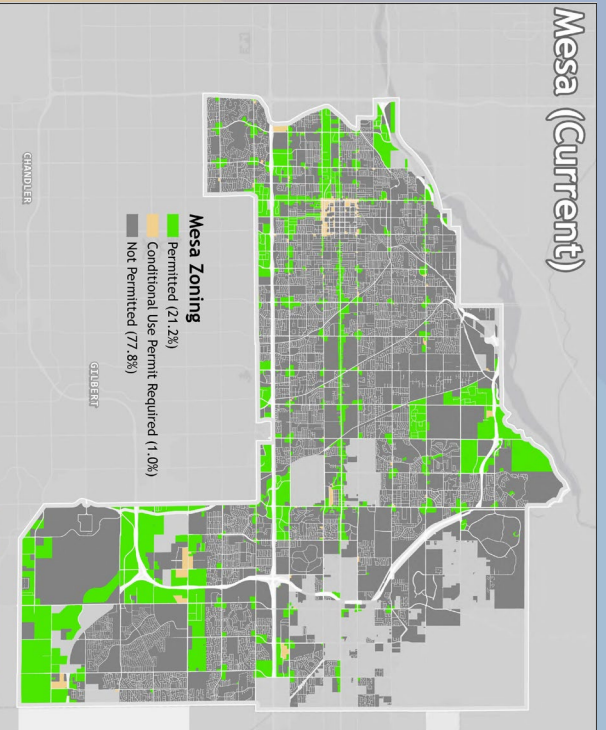 Mesa (Current)
Mesa Zoning
Permitted (21.2%)
Conditional Use Permit Required (1.0%)
Not Permitted (77.8%)
GILBERT
CHANDLER